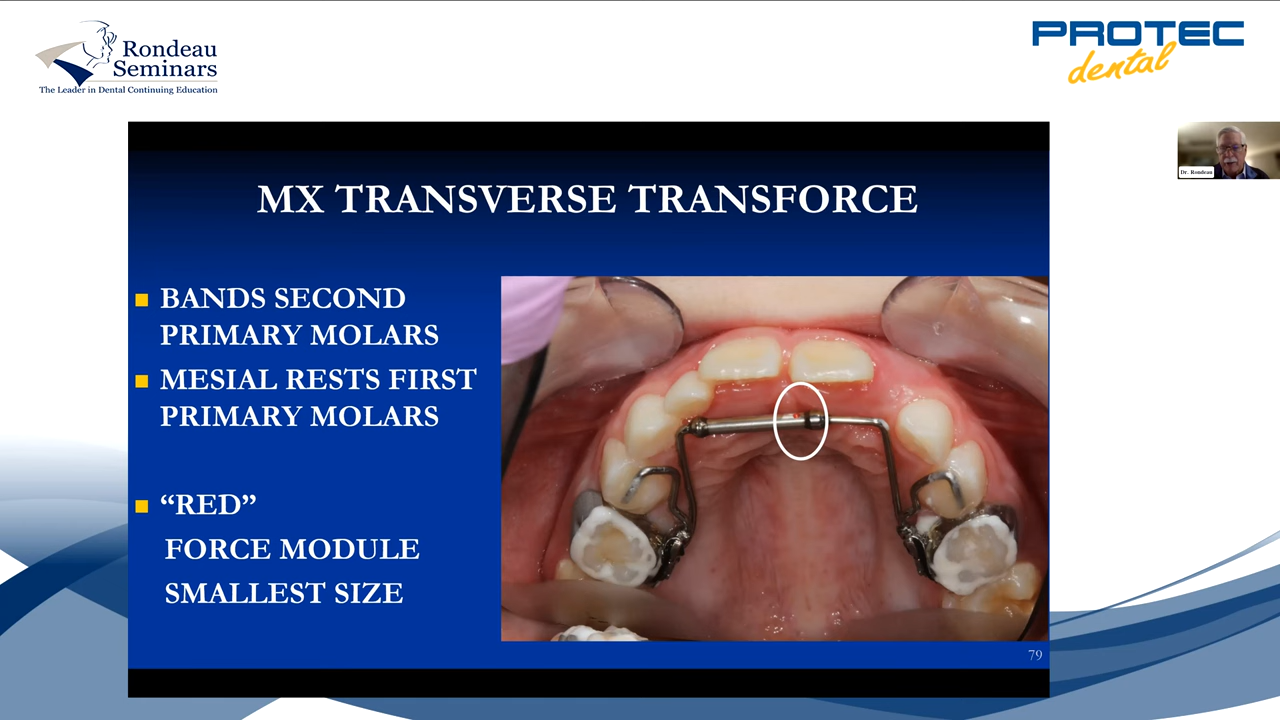 Rondeau
Seminars
The Leader in Dental Continuing Education
PROTEC
dental
Dr. Rondeau
MX TRANSVERSE TRANSFORCE
BANDS SECOND
PRIMARY MOLARS
MESIAL RESTS FIRST
PRIMARY MOLARS
“RED”
FORCE MODULE
SMALLEST SIZE
79